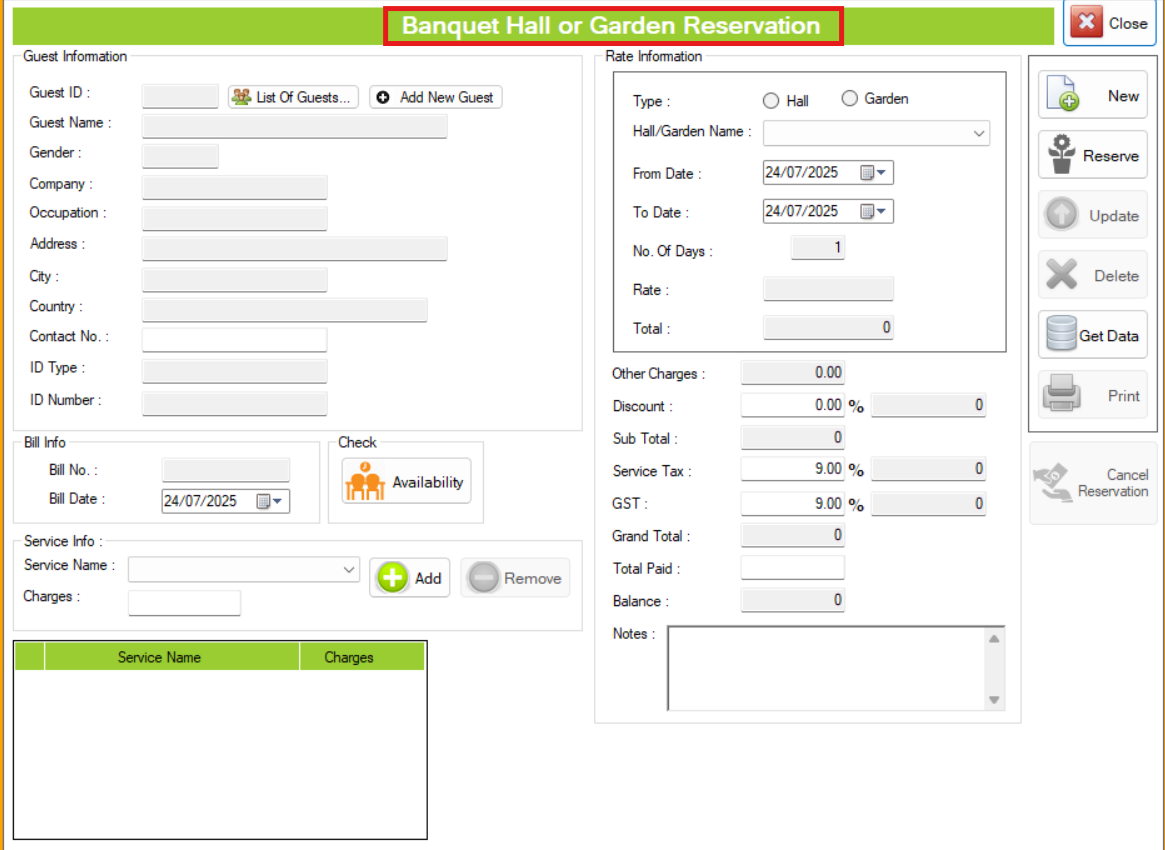 Banquet Hall or Garden Reservation
Close
Guest Information
Guest ID :
List Of Guests...
Add New Guest
Guest Name :
Gender :
Company :
Occupation :
Address :
City :
Country :
Contact No. :
ID Type :
ID Number :
Bill Info
Bill No. :
Bill Date :
24/07/2025
Check
Availability
Service Info :
Service Name :
Add
Remove
Charges :
Service Name
Charges
Rate Information
Type :
Hall
Garden
Hall/Garden Name :
From Date :
24/07/2025
To Date :
24/07/2025
No. Of Days :
1
Rate :
Total :
0
Other Charges :
0.00
Discount :
0.00 %
0
Sub Total :
0
Service Tax :
9.00 %
0
GST :
9.00 %
0
Grand Total :
0
Total Paid :
Balance :
0
Notes :
New
Reserve
Update
Delete
Get Data
Print
Cancel
Reservation